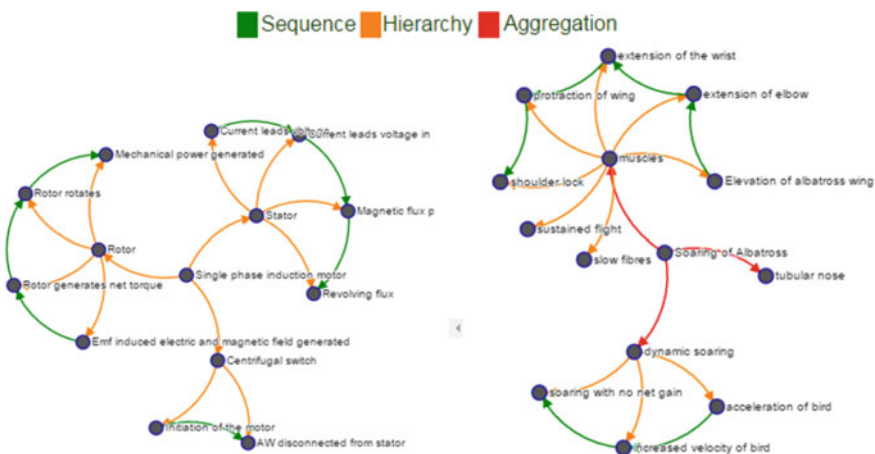 Sequence Hierarchy Aggregation
Current leads voltage
Current leads voltage in
Mechanical power generated
Rotor rotates
Stator
Magnetic flux p
Rotor
Single phase induction motor
Rotor generates net torque
Revolving flux
Emf induced electric and magnetic field generated
Centrifugal switch
Initiation of the motor
AW disconnected from stator
extension of the wrist
protraction of wing
extension of elbow
muscles
shoulder lock
Elevation of albatross wing
sustained flight
slow fibres
Soaring of Albatross
tubular nose
dynamic soaring
soaring with no net gain
acceleration of bird
increased velocity of bird